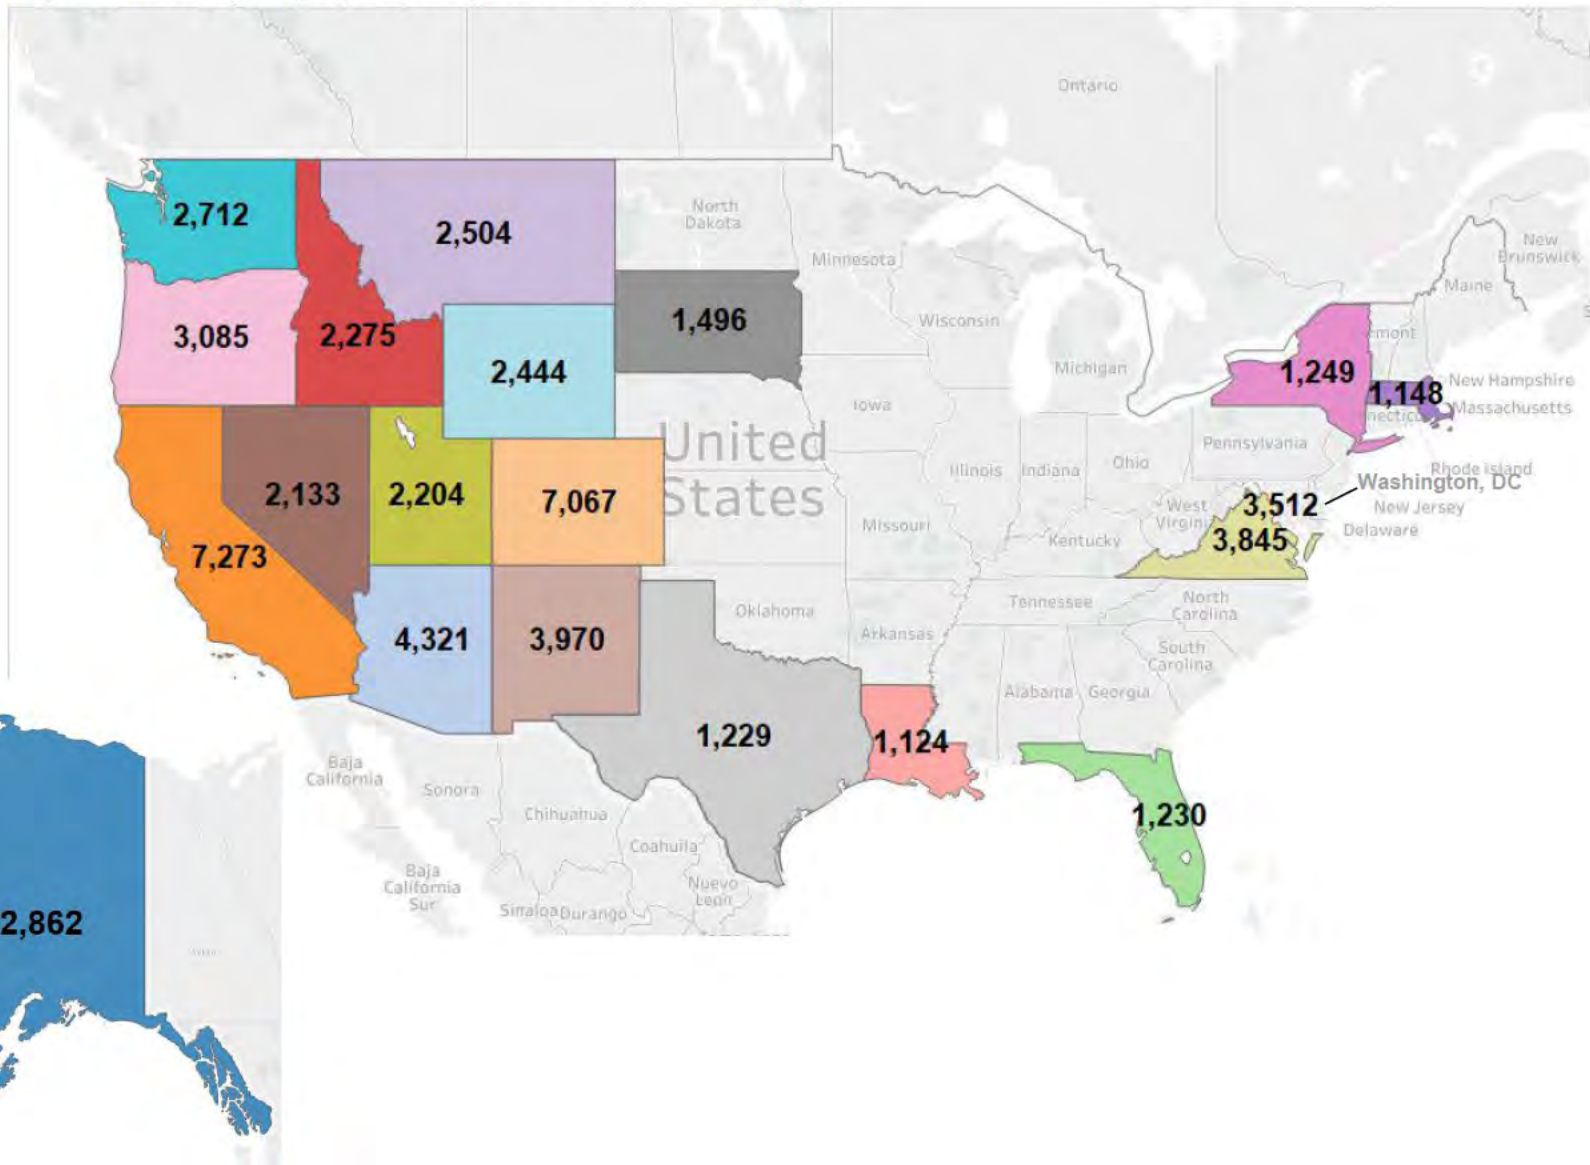 Ontario
2,712
2,504
North
Dakota
Minnesota
New
Brunswick
Maine
3,085
2,275
2,444
1,496
Wisconsin
Michigan
mont
1,249
1,148
New Hampshire
Massachusetts
necticu
Iowa
United
States
Pennsylvania
Illinois
Indiana
Ohio
Rhode Island
Washington, DC
New Jersey
Delaware
7,273
2,133
2,204
7,067
Missouri
West
Virgini
3,512
3,845
Kentucky
4,321
3,970
Oklahoma
Tennessee
North
Carolina
Arkansas
South
Carolina
Alabama
Georgia
1,229
1,124
1,230
Baja
California
Sonora
Chihuahua
Coahuila
Baja
California
Sur
Sinaloa
Durango
Nuevo
León
2,862